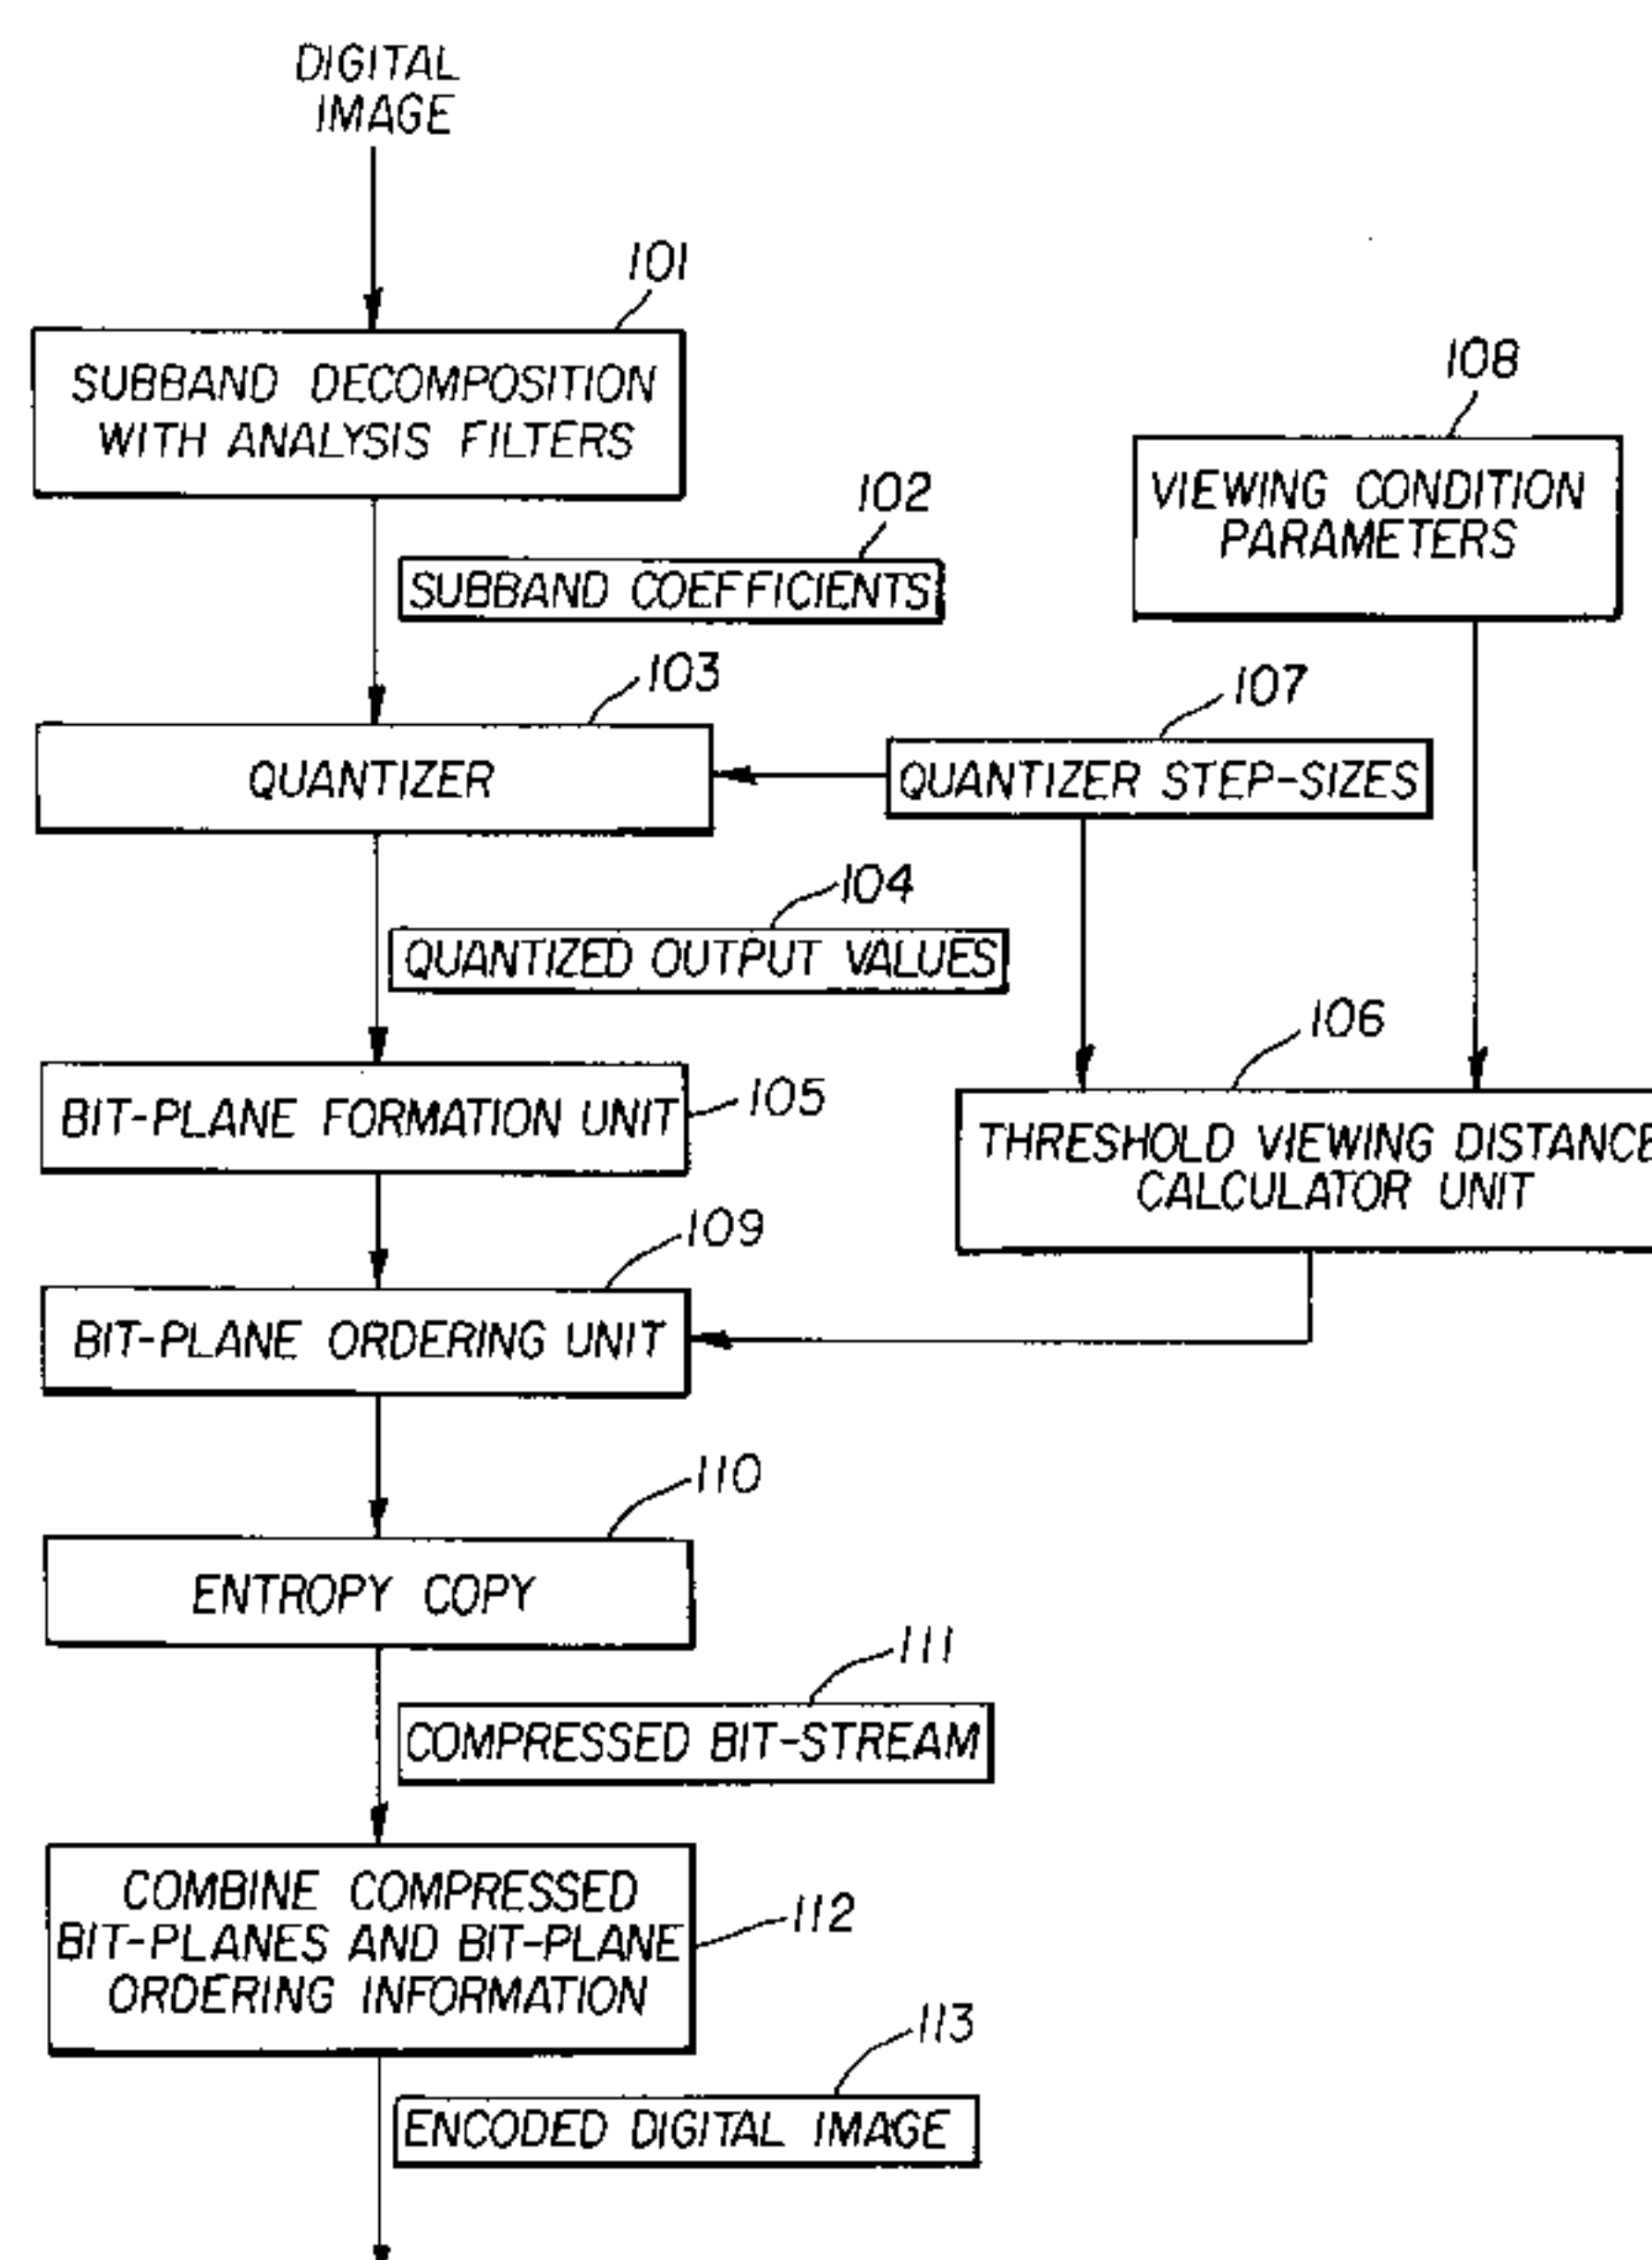 DIGITAL
IMAGE
101
SUBBAND DECOMPOSITION
WITH ANALYSIS FILTERS
108
VIEWING CONDITION
PARAMETERS
102
SUBBAND COEFFICIENTS
103
QUANTIZER
107
QUANTIZER STEP-SIZES
104
QUANTIZED OUTPUT VALUES
105
BIT-PLANE FORMATION UNIT
106
THRESHOLD VIEWING DISTANCE
CALCULATOR UNIT
109
BIT-PLANE ORDERING UNIT
110
ENTROPY COPY
111
COMPRESSED BIT-STREAM
112
COMBINE COMPRESSED
BIT-PLANES AND BIT-PLANE
ORDERING INFORMATION
113
ENCODED DIGITAL IMAGE